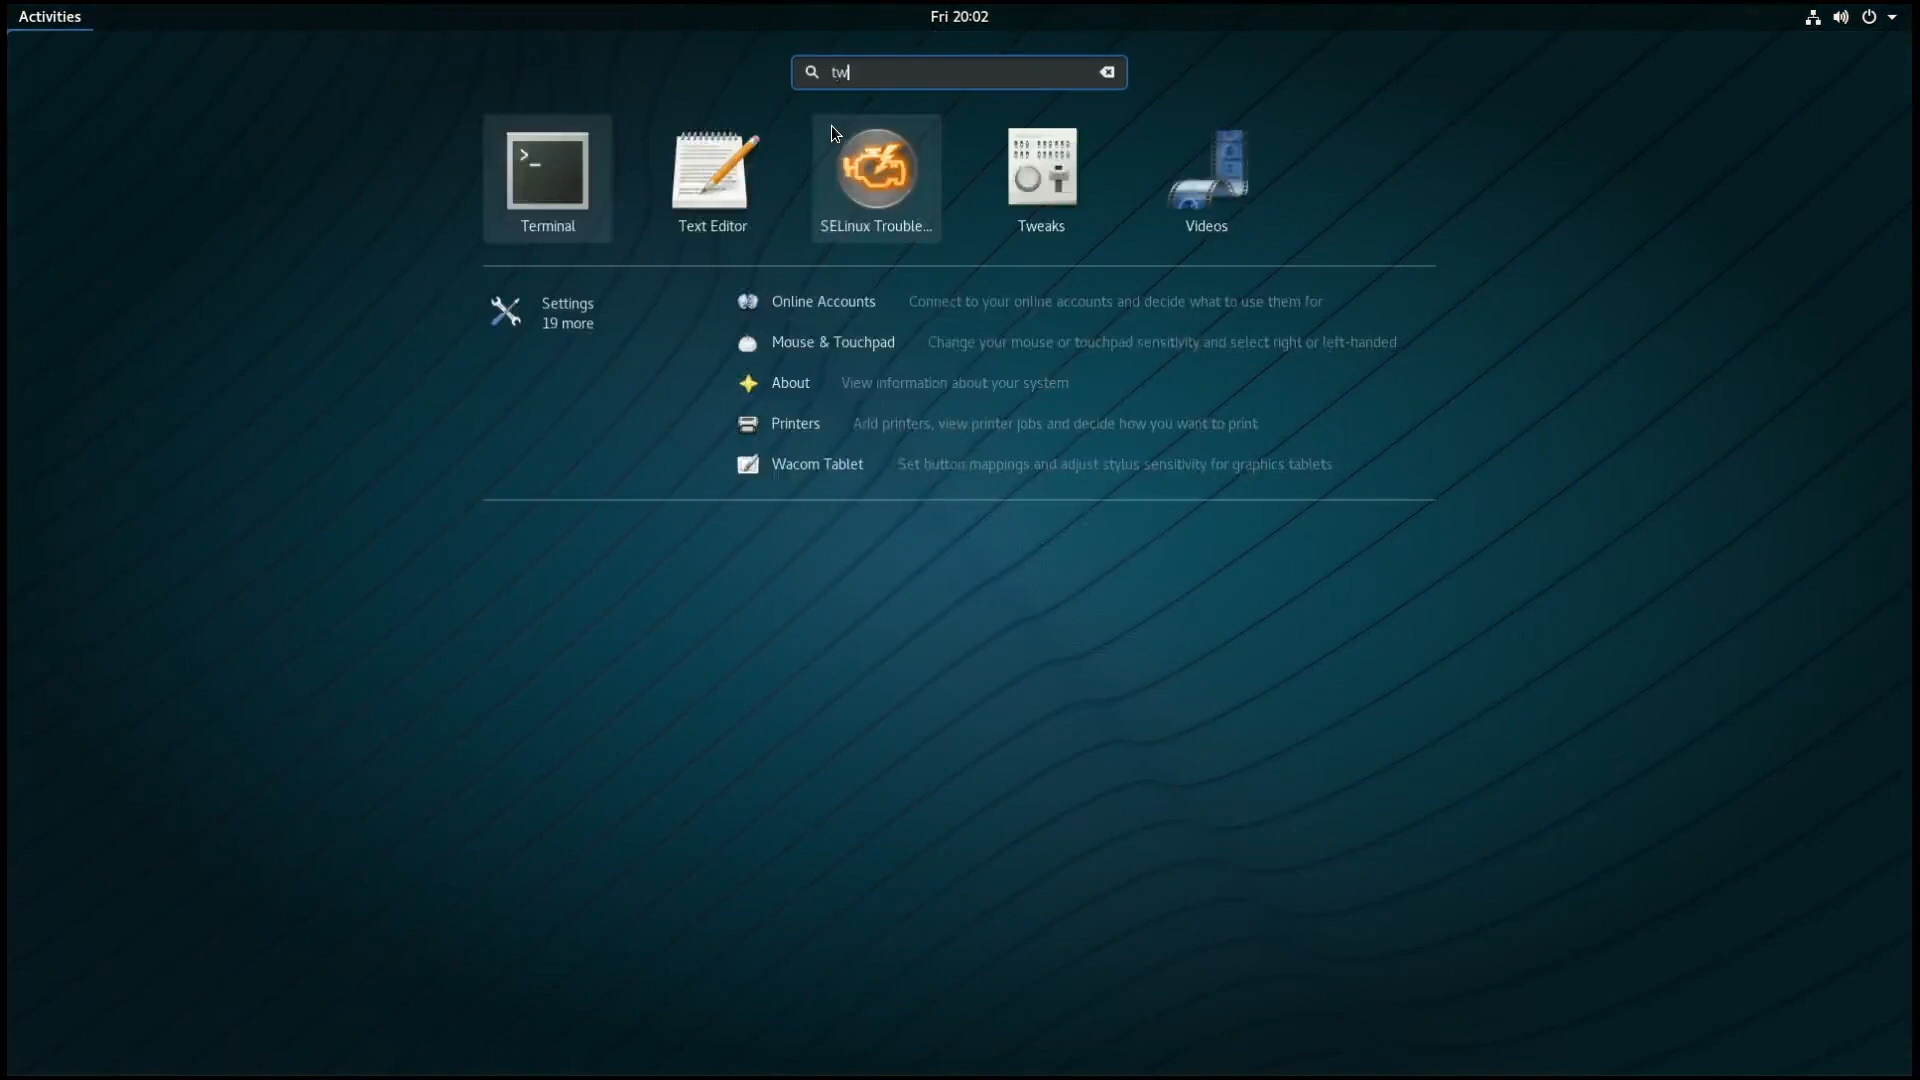 Activities
Fri 20:02
tw
Terminal
Text Editor
SELinux Trouble...
Tweaks
Videos
Settings
19 more
Online Accounts Connect to your online accounts and decide what to use them for
Mouse & Touchpad Change your mouse or touchpad sensitivity and select right or left-handed
About View information about your system
Printers Add printers, view printer jobs and decide how you want to print
Wacom Tablet Set button mappings and adjust stylus sensitivity for graphics tablets